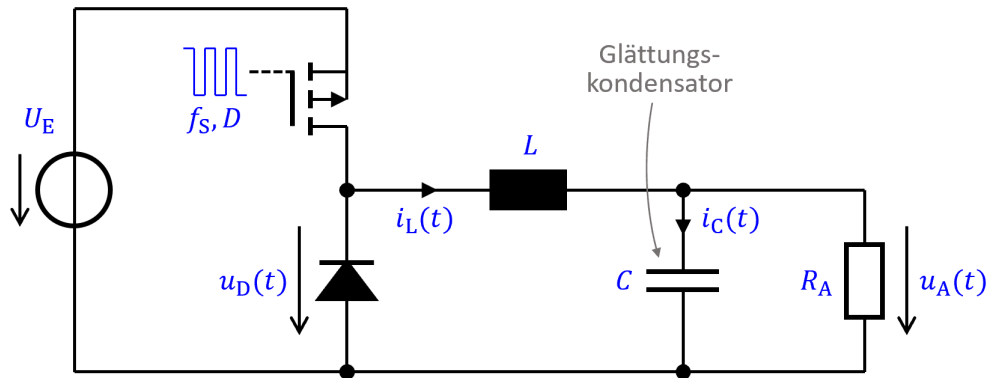 Glättungs-
kondensator
U_E
f_S, D
L
i_L(t)
i_C(t)
u_D(t)
C
R_A
u_A(t)